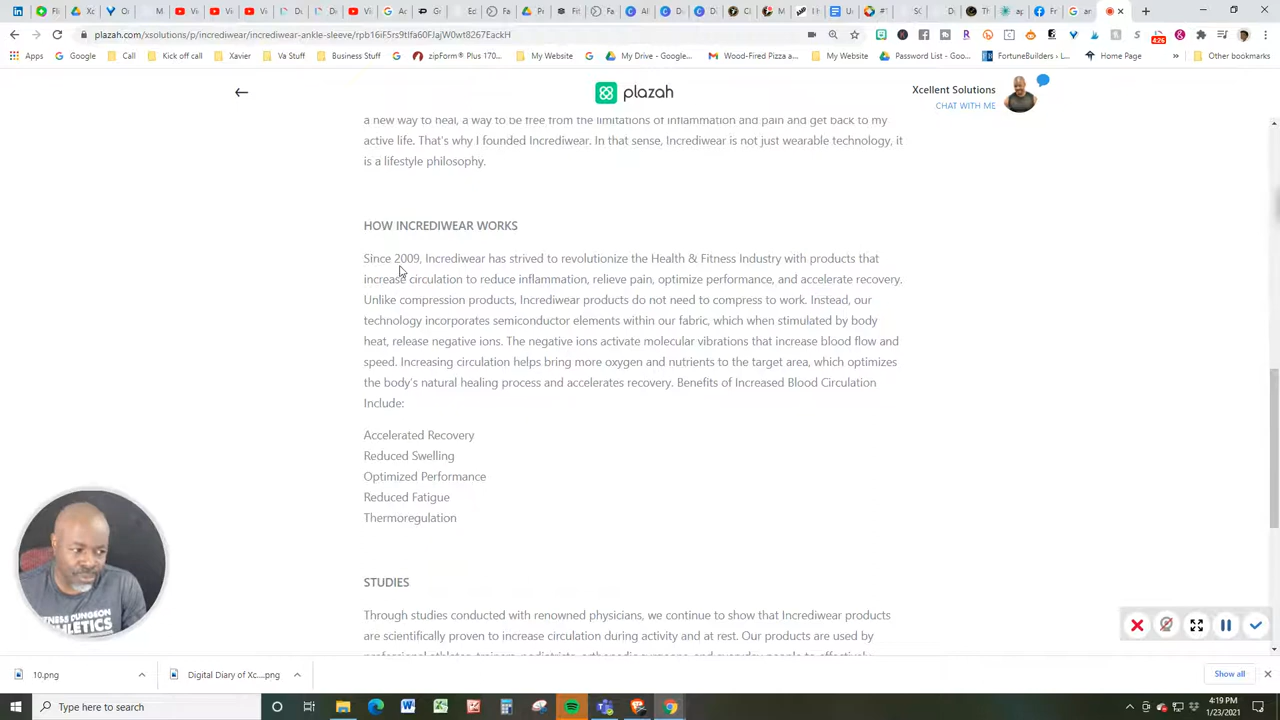 plazah.com/xsolutions/p/incrediwear/incrediwear-ankle-sleeve/rpb16iF5rs9tIfa60FJajW0wt8267EackH
4:26
Apps Google Call Kick off call Xavier VB Stuff Business Stuff zipForm® Plus 170... My Website My Drive - Google... Wood-Fired Pizza a... My Website Password List - Goo... FortuneBuilders › L... Home Page » Other bookmarks
plazah
Xcellent Solutions
CHAT WITH ME
a new way to heal, a way to be free from the limitations of inflammation and pain and get back to my
active life. That's why I founded Incrediwear. In that sense, Incrediwear is not just wearable technology, it
is a lifestyle philosophy.
HOW INCREDIWEAR WORKS
Since 2009, Incrediwear has strived to revolutionize the Health & Fitness Industry with products that
increase circulation to reduce inflammation, relieve pain, optimize performance, and accelerate recovery.
Unlike compression products, Incrediwear products do not need to compress to work. Instead, our
technology incorporates semiconductor elements within our fabric, which when stimulated by body
heat, release negative ions. The negative ions activate molecular vibrations that increase blood flow and
speed. Increasing circulation helps bring more oxygen and nutrients to the target area, which optimizes
the body's natural healing process and accelerates recovery. Benefits of Increased Blood Circulation
Include:
Accelerated Recovery
Reduced Swelling
Optimized Performance
Reduced Fatigue
Thermoregulation
STUDIES
Through studies conducted with renowned physicians, we continue to show that Incrediwear products
are scientifically proven to increase circulation during activity and at rest. Our products are used by
FITNESS DUNGEON
ATHLETICS
10.png
Digital Diary of Xc....png
Show all
Type here to search
4:19 PM
1/23/2021